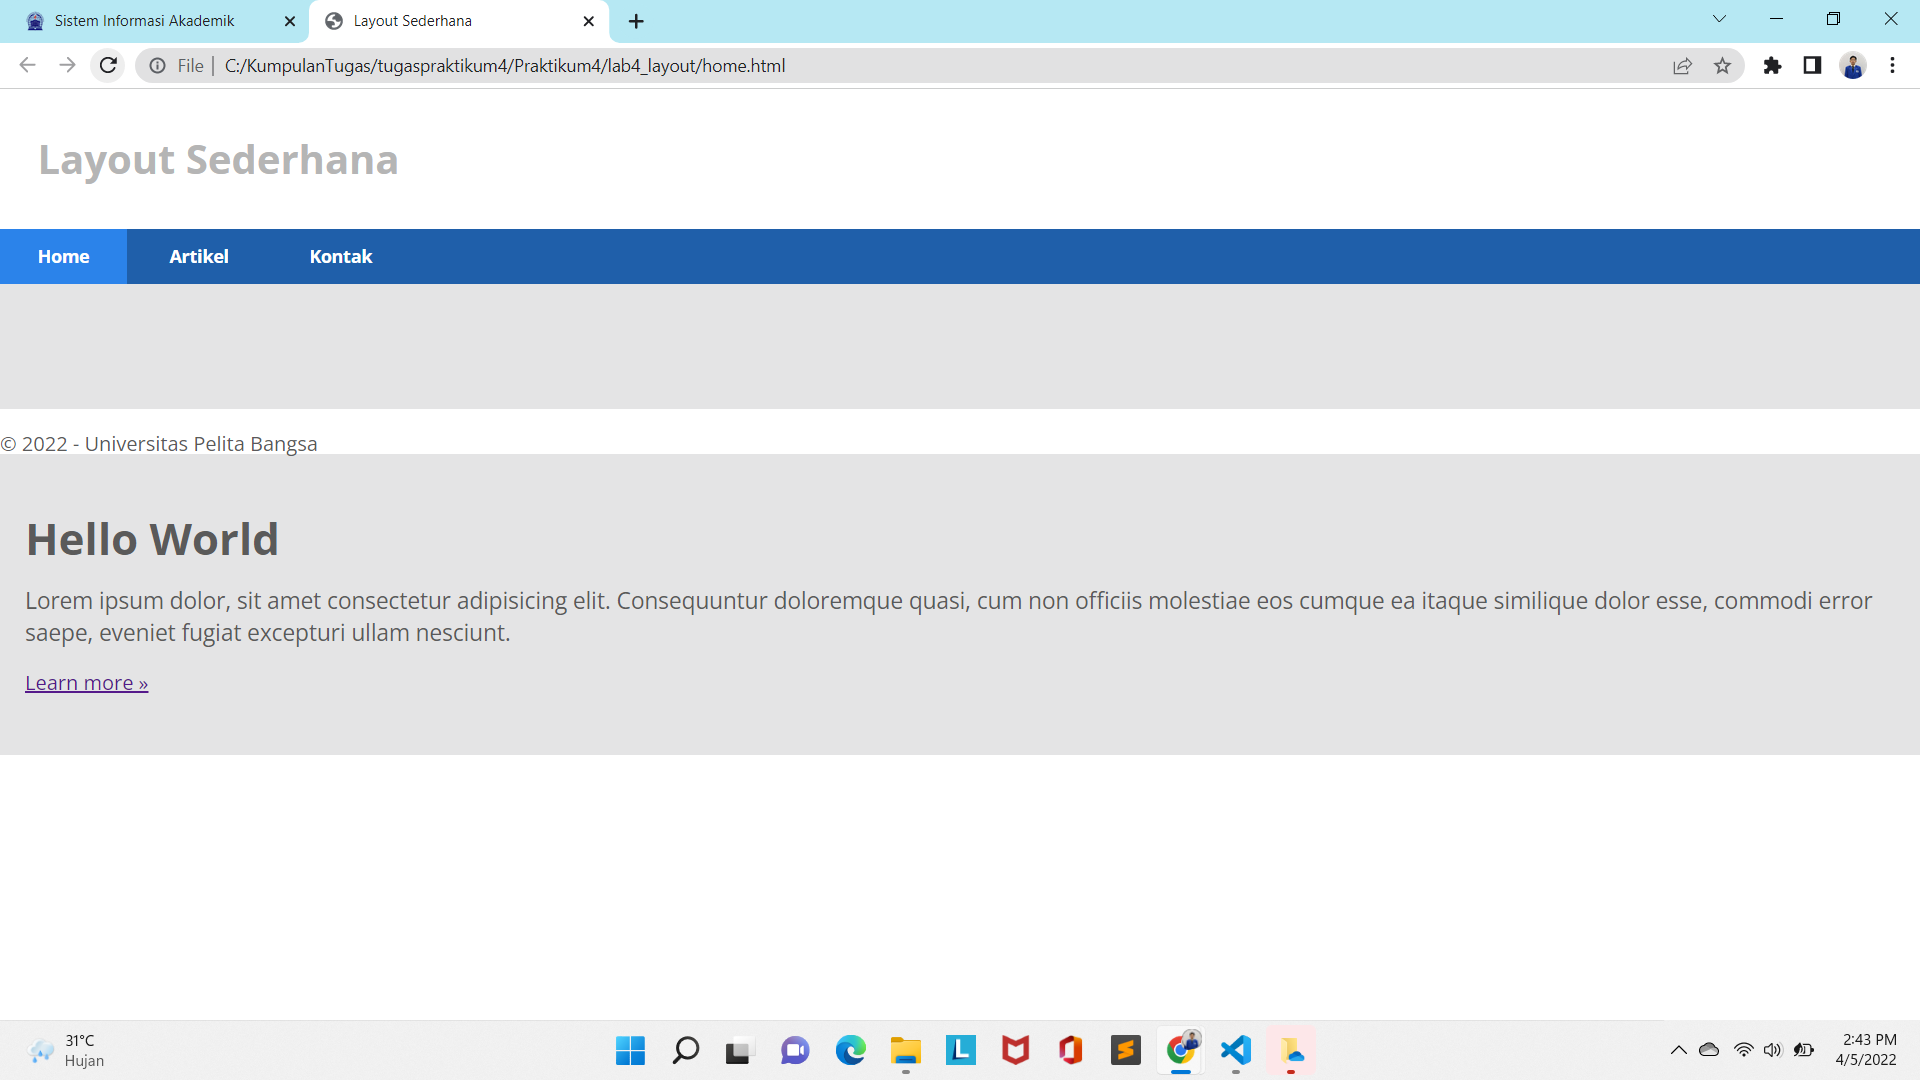 Sistem Informasi Akademik
Layout Sederhana
File
C:/KumpulanTugas/tugaspraktikum4/Praktikum4/lab4_layout/home.html
Layout Sederhana
Home
Artikel
Kontak
© 2022 - Universitas Pelita Bangsa
Hello World
Lorem ipsum dolor, sit amet consectetur adipisicing elit. Consequuntur doloremque quasi, cum non officiis molestiae eos cumque ea itaque similique dolor esse, commodi error
saepe, eveniet fugiat excepturi ullam nesciunt.
Learn more »
31°C
Hujan
L
2:43 PM
4/5/2022